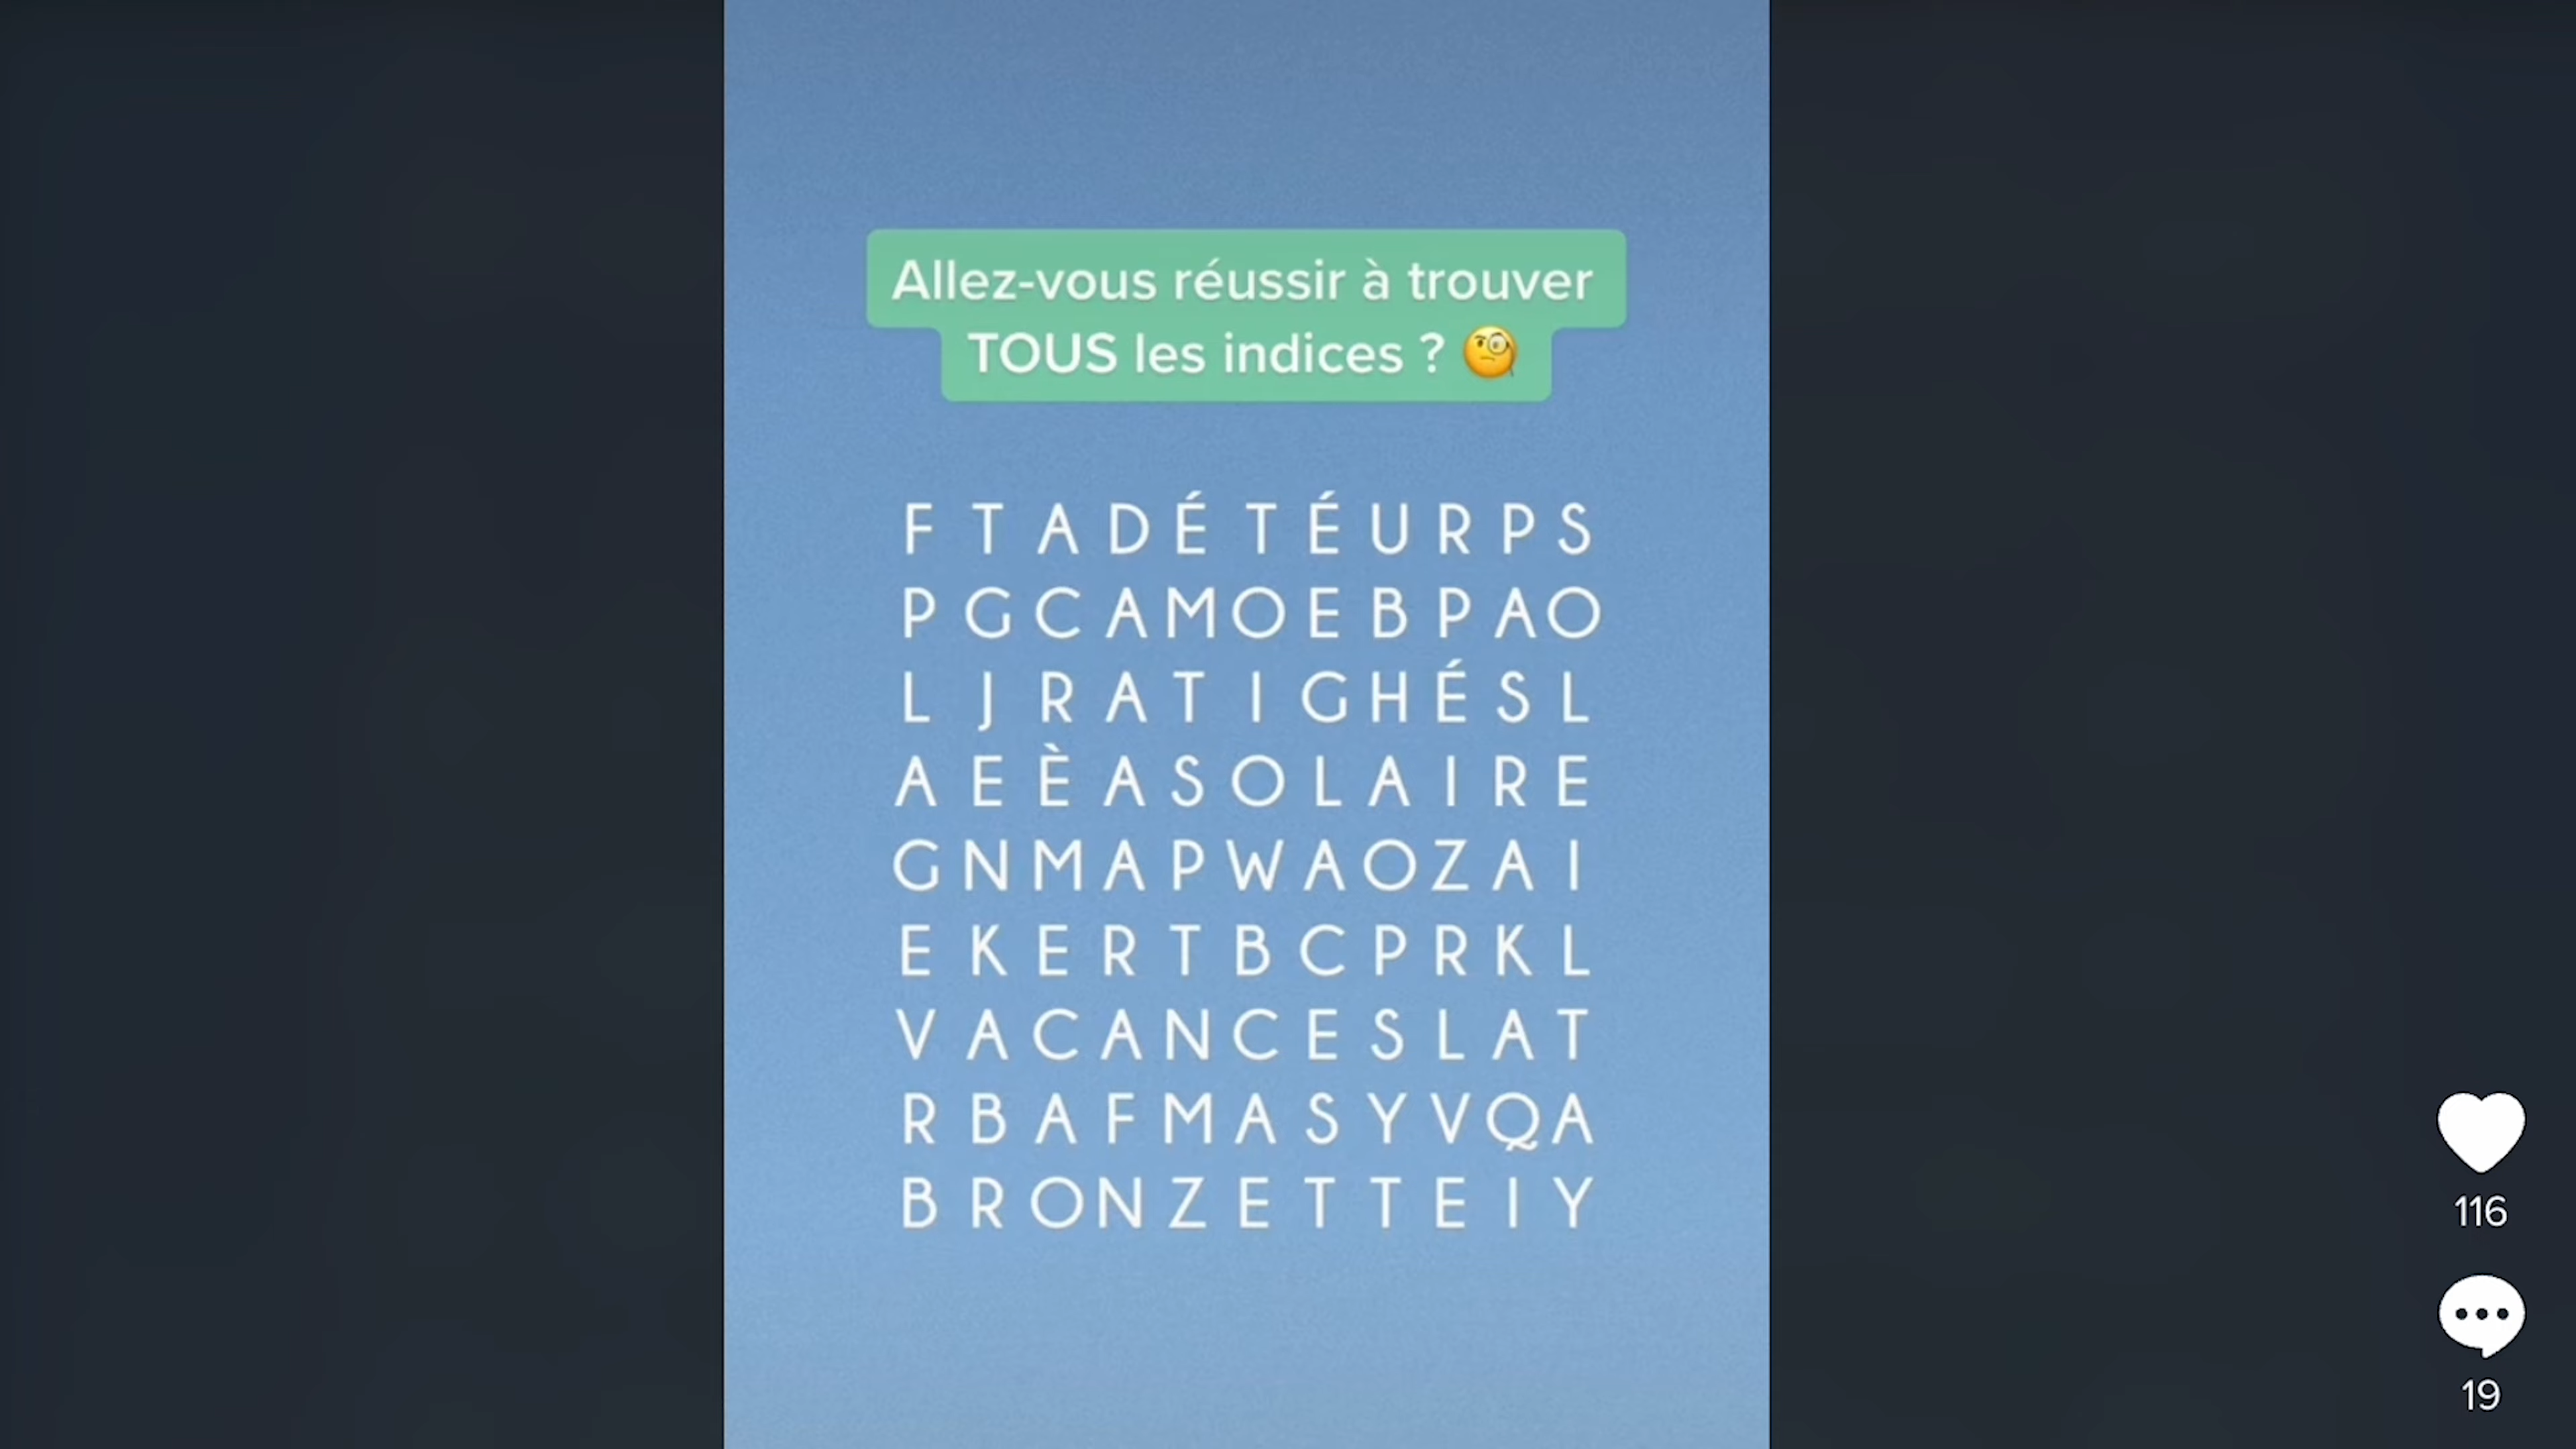 Allez-vous réussir à trouver
TOUS les indices ? 🧐
F T A D É T É U R P S
P G C A M O E B P A O
L J R A T I G H É S L
A E È A S O L A I R E
G N M A P W A O Z A I
E K E R T B C P R K L
V A C A N C E S L A T
R B A F M A S Y V Q A
B R O N Z E T T E I Y
116
19